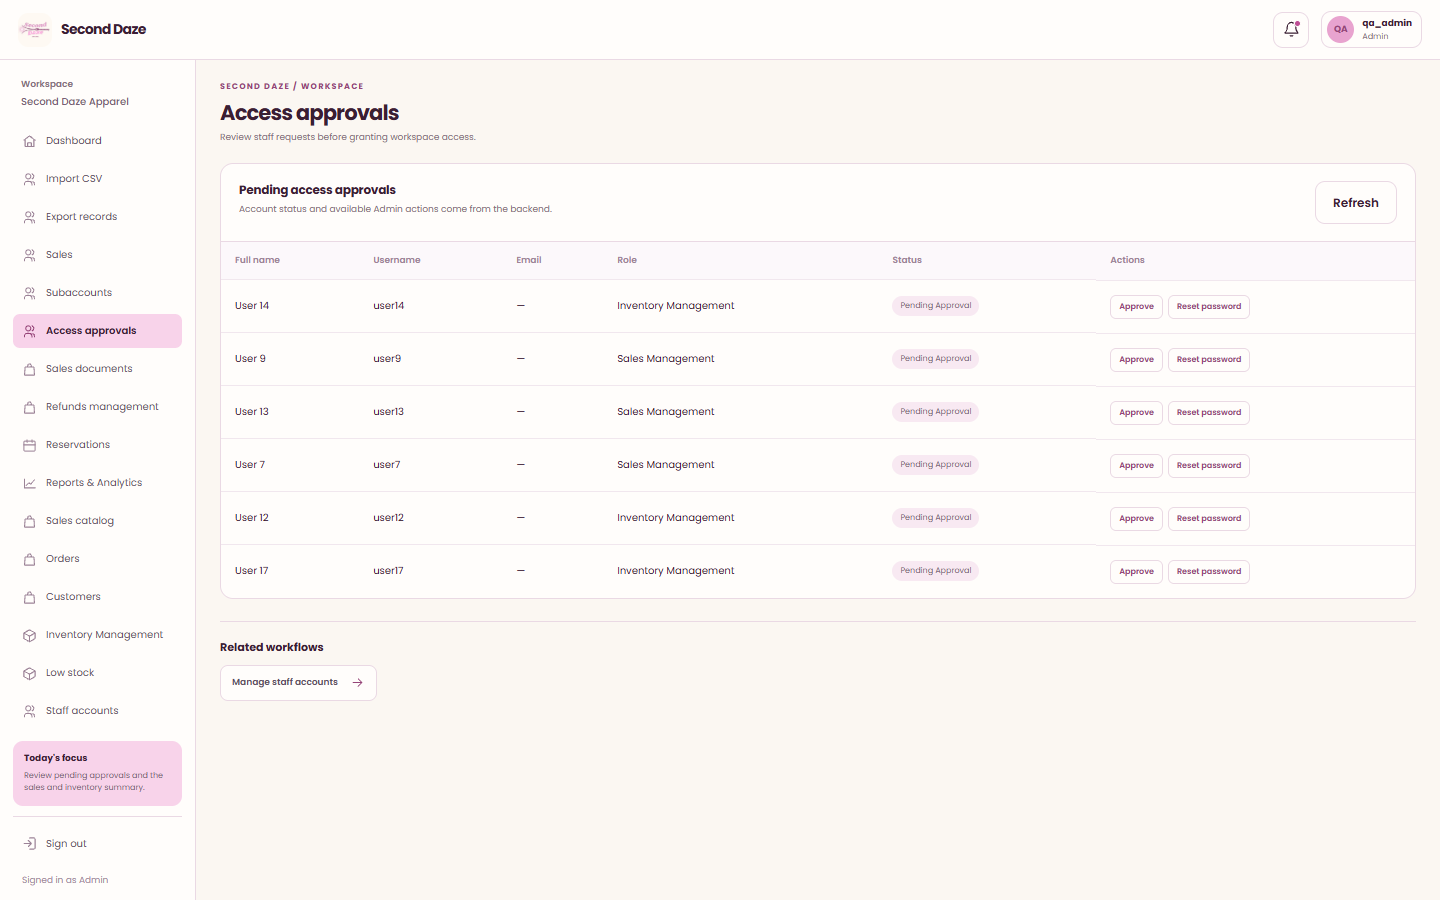 Second Daze
QA
qa_admin
Admin
Workspace
Second Daze Apparel
Dashboard
Import CSV
Export records
Sales
Subaccounts
Access approvals
Sales documents
Refunds management
Reservations
Reports & Analytics
Sales catalog
Orders
Customers
Inventory Management
Low stock
Staff accounts
Today's focus
Review pending approvals and the
sales and inventory summary.
Sign out
Signed in as Admin
SECOND DAZE / WORKSPACE
Access approvals
Review staff requests before granting workspace access.
Pending access approvals
Account status and available Admin actions come from the backend.
Refresh
Full name Username Email Role Status Actions
User 14 user14 — Inventory Management Pending Approval Approve Reset password
User 9 user9 — Sales Management Pending Approval Approve Reset password
User 13 user13 — Sales Management Pending Approval Approve Reset password
User 7 user7 — Sales Management Pending Approval Approve Reset password
User 12 user12 — Inventory Management Pending Approval Approve Reset password
User 17 user17 — Inventory Management Pending Approval Approve Reset password
Related workflows
Manage staff accounts